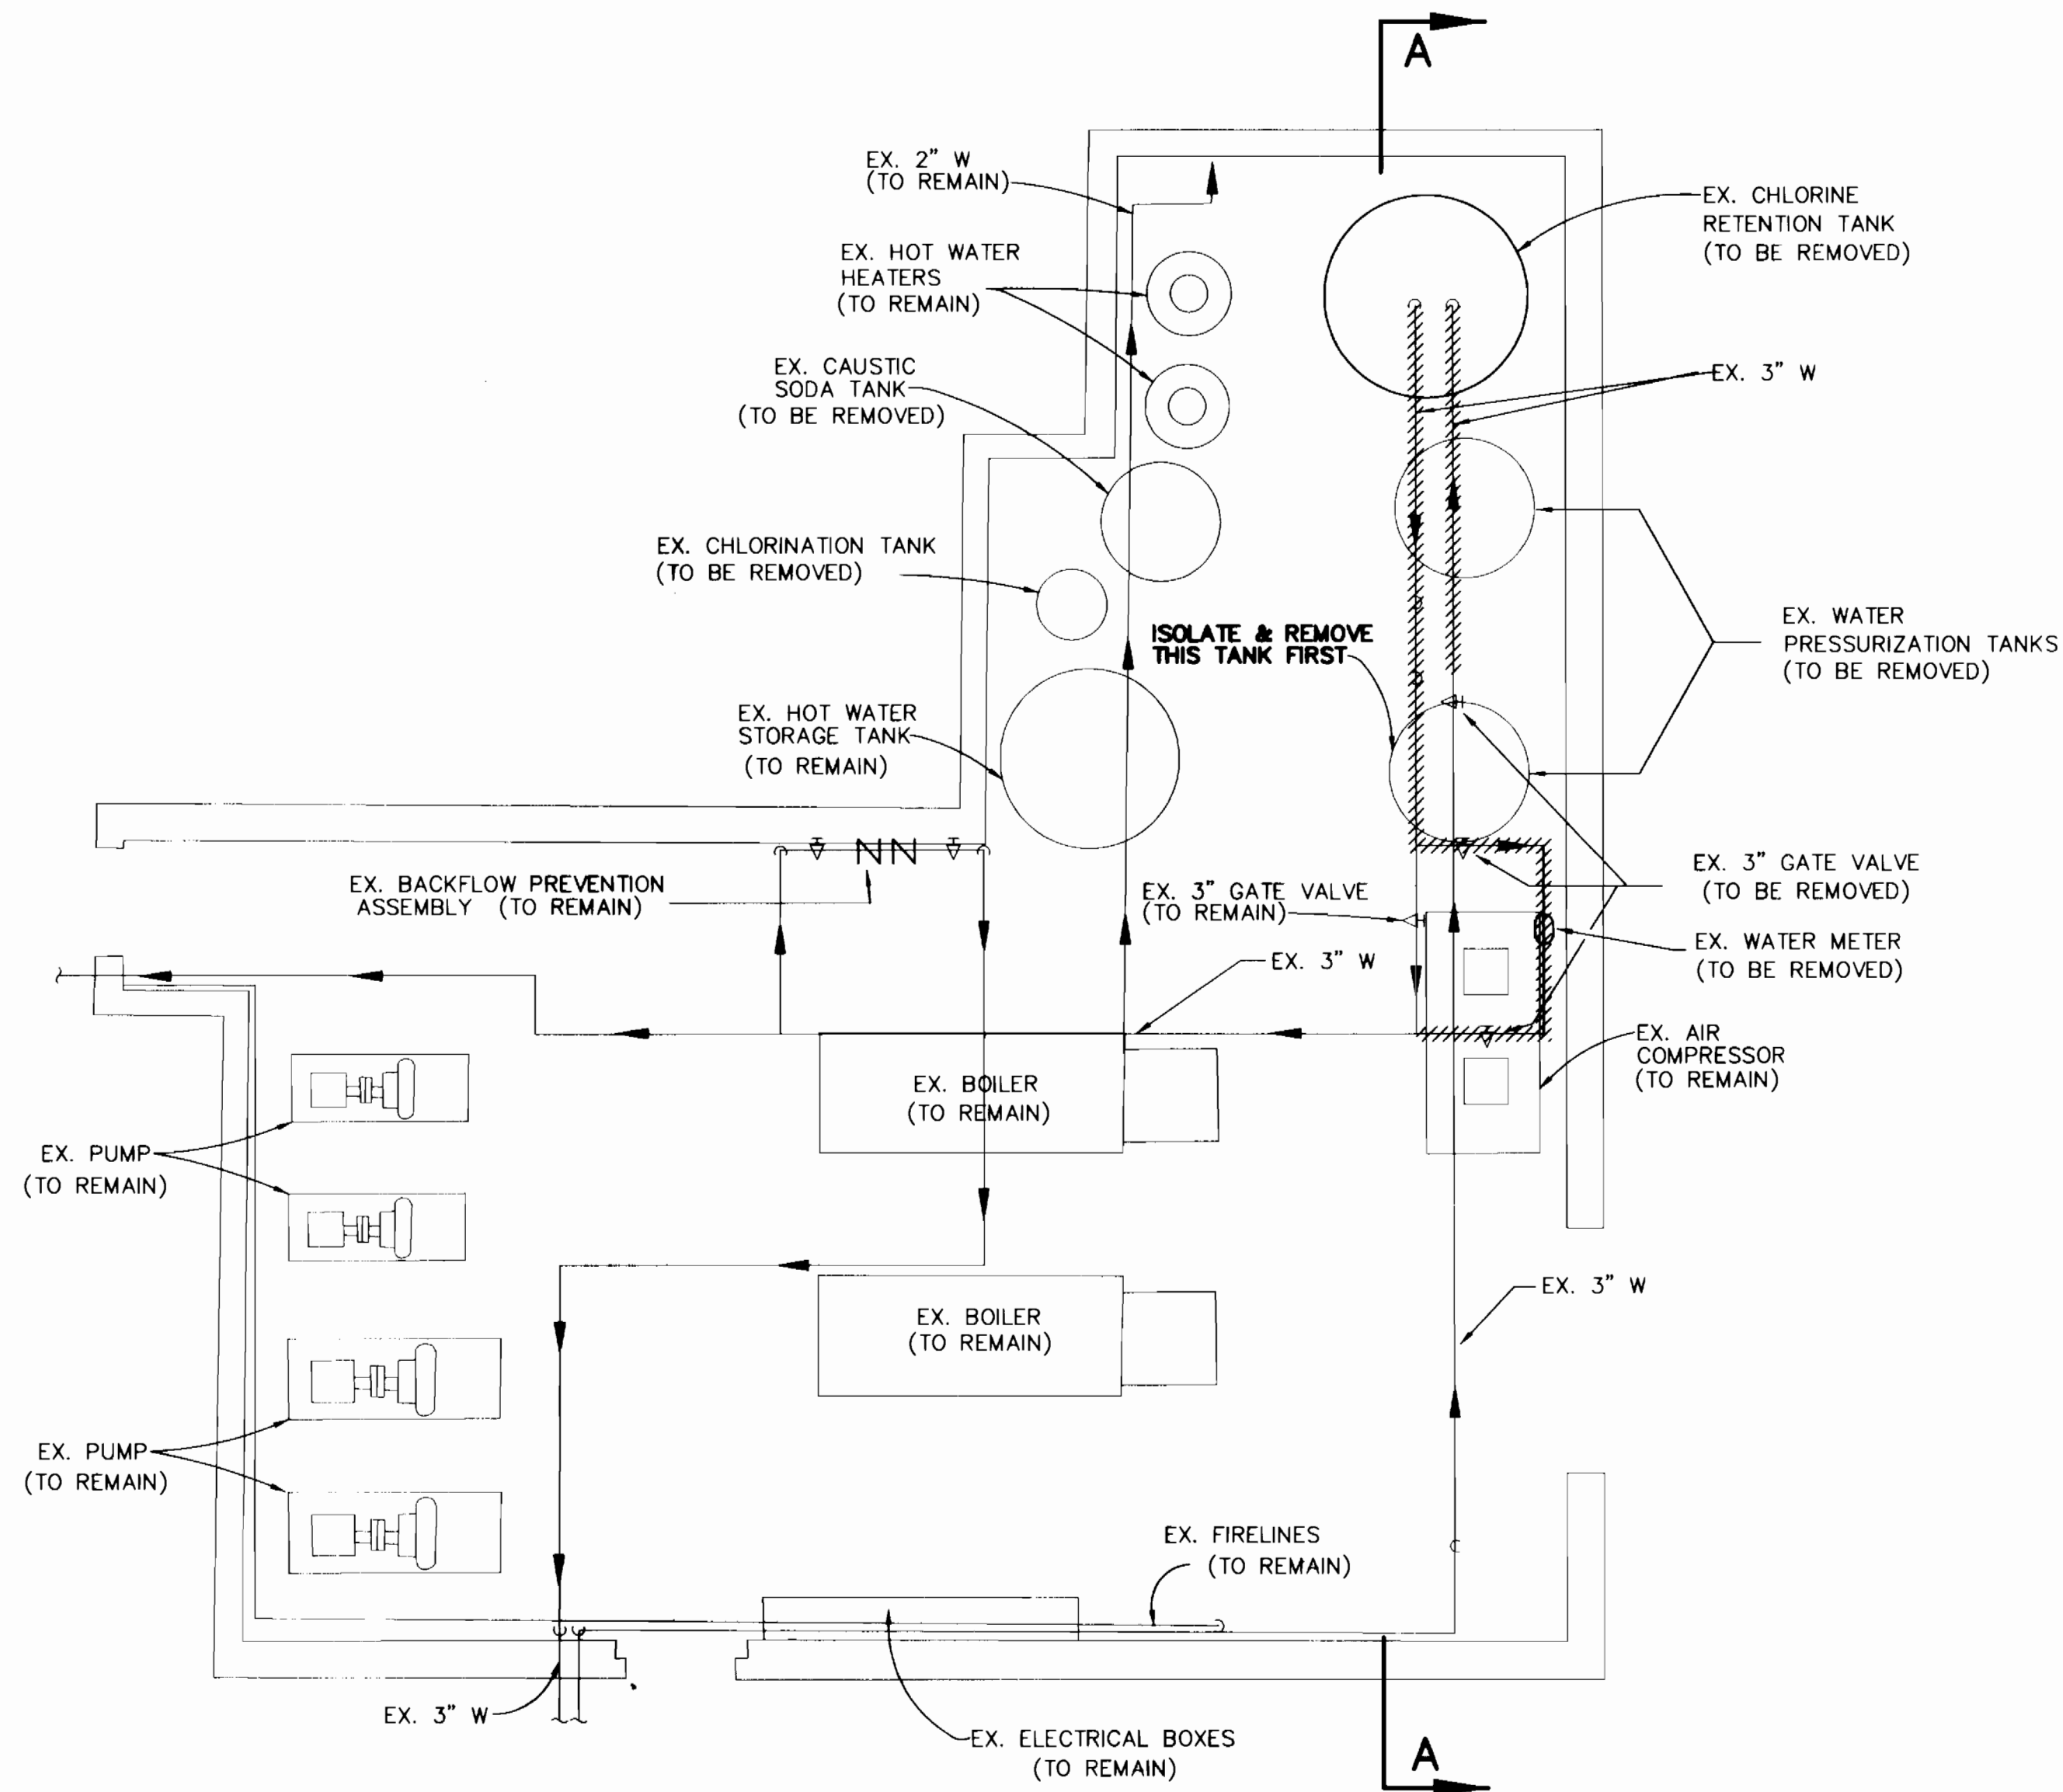 A
EX. 2" W
(TO REMAIN)
EX. CHLORINE
RETENTION TANK
(TO BE REMOVED)
EX. HOT WATER
HEATERS
(TO REMAIN)
EX. CAUSTIC
SODA TANK
(TO BE REMOVED)
EX. 3" W
EX. CHLORINATION TANK
(TO BE REMOVED)
ISOLATE & REMOVE
THIS TANK FIRST
EX. WATER
PRESSURIZATION TANKS
(TO BE REMOVED)
EX. HOT WATER
STORAGE TANK
(TO REMAIN)
EX. BACKFLOW PREVENTION
ASSEMBLY (TO REMAIN)
EX. 3" GATE VALVE
(TO REMAIN)
EX. 3" GATE VALVE
(TO BE REMOVED)
EX. 3" W
EX. WATER METER
(TO BE REMOVED)
EX. AIR
COMPRESSOR
(TO REMAIN)
EX. BOILER
(TO REMAIN)
EX. PUMP
(TO REMAIN)
EX. 3" W
EX. BOILER
(TO REMAIN)
EX. PUMP
(TO REMAIN)
EX. FIRELINES
(TO REMAIN)
EX. 3" W
EX. ELECTRICAL BOXES
(TO REMAIN)
A